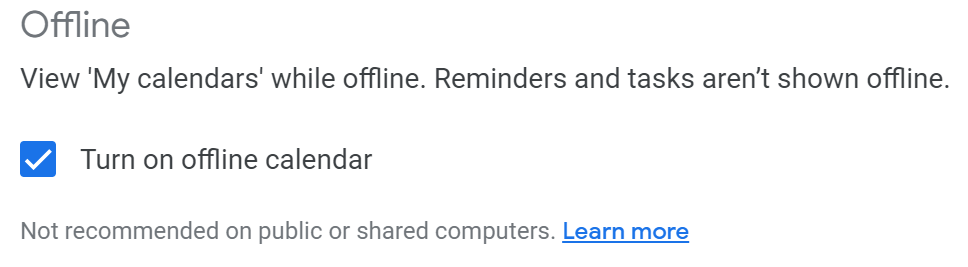 Offline
View 'My calendars' while offline. Reminders and tasks aren’t shown offline.
Turn on offline calendar
Not recommended on public or shared computers. Learn more